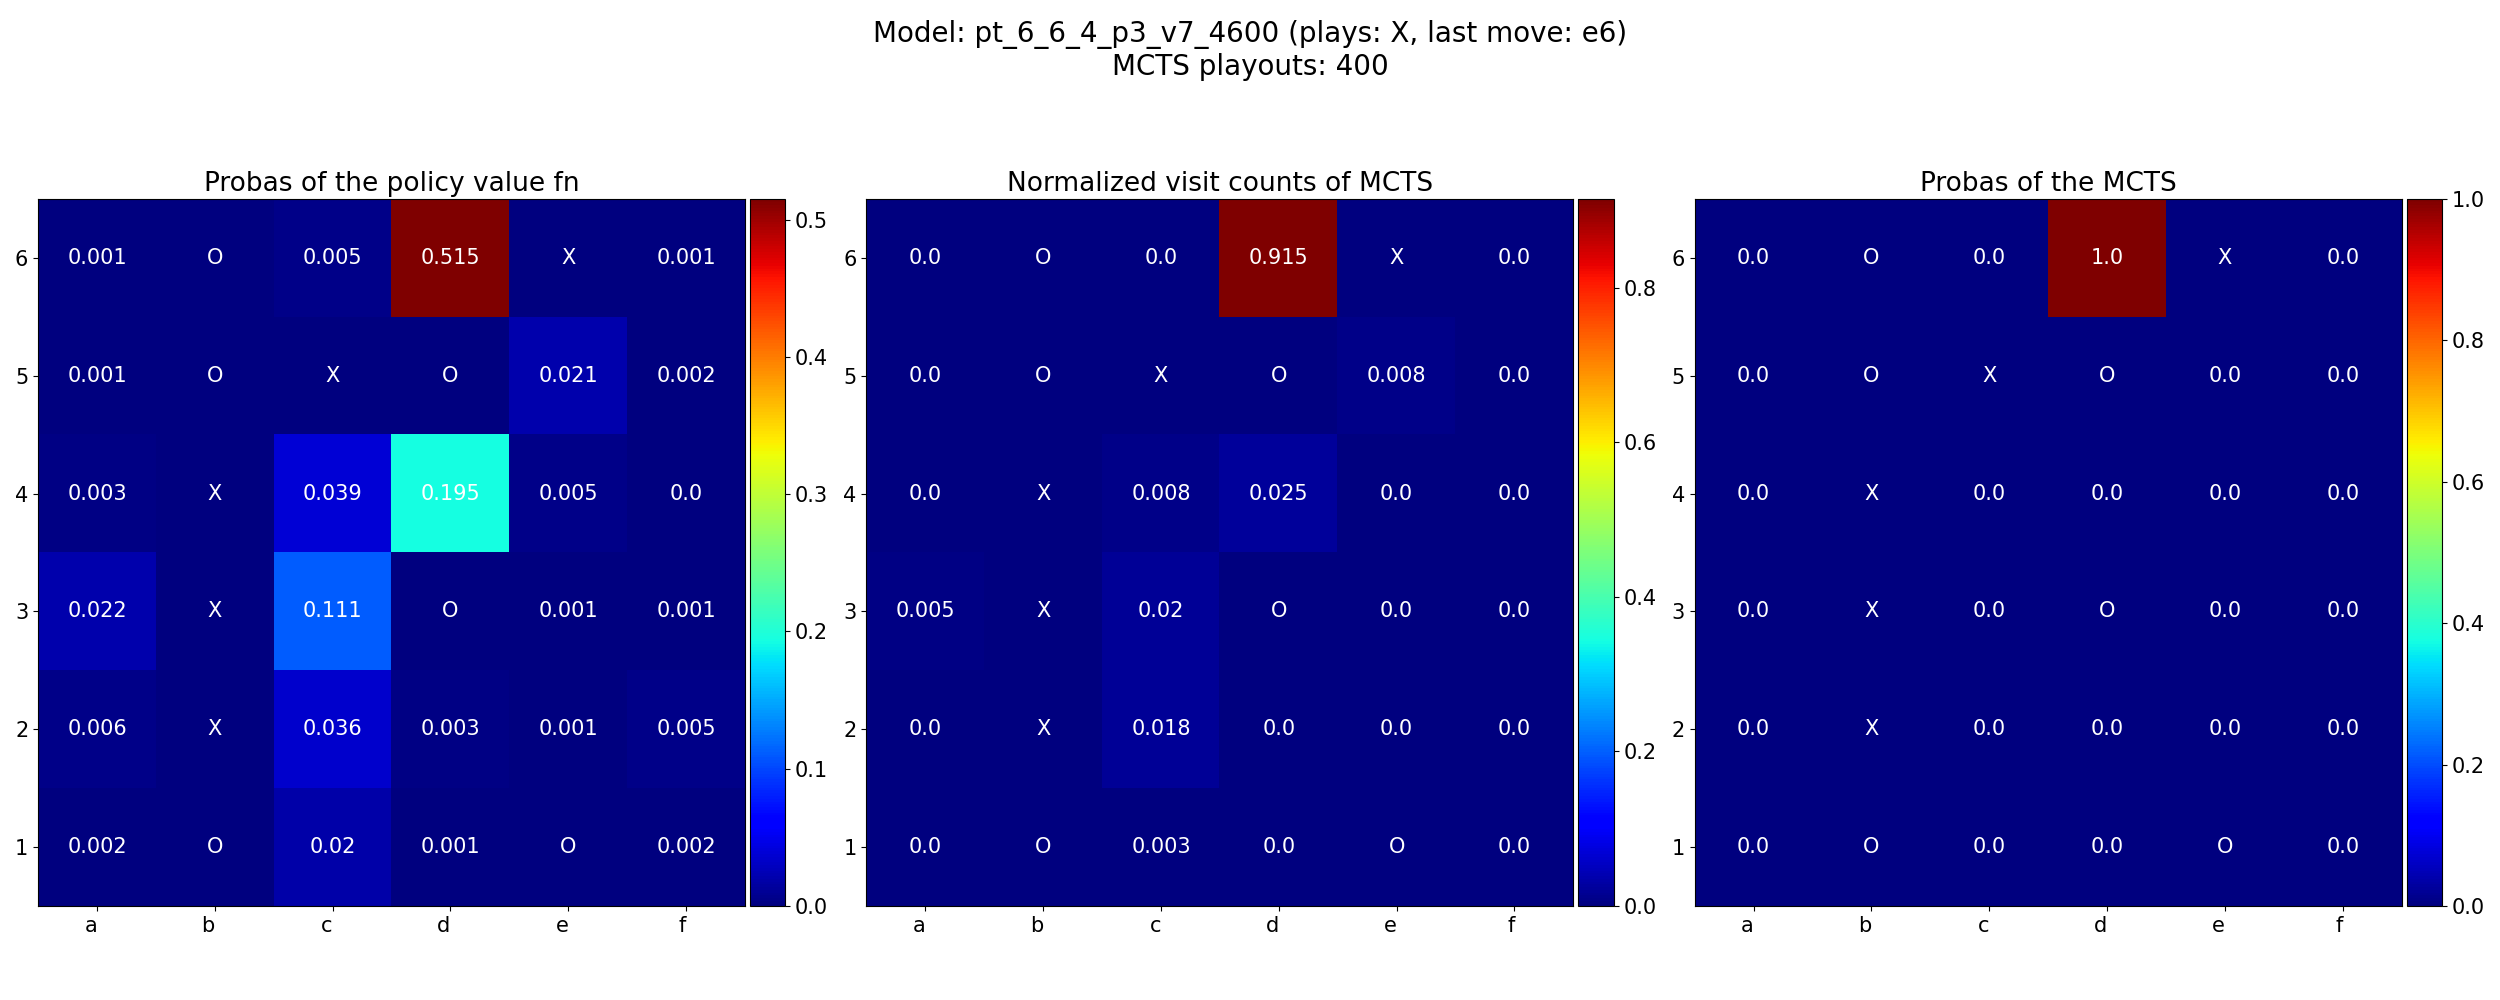 Model: pt_6_6_4_p3_v7_4600 (plays: X, last move: e6)
MCTS playouts: 400
Probas of the policy value fn
6 0.001 O 0.005 0.515 X 0.001
5 0.001 O X O 0.021 0.002
4 0.003 X 0.039 0.195 0.005 0.0
3 0.022 X 0.111 O 0.001 0.001
2 0.006 X 0.036 0.003 0.001 0.005
1 0.002 O 0.02 0.001 O 0.002
a b c d e f
0.5
0.4
0.3
0.2
0.1
0.0
Normalized visit counts of MCTS
6 0.0 O 0.0 0.915 X 0.0
5 0.0 O X O 0.008 0.0
4 0.0 X 0.008 0.025 0.0 0.0
3 0.005 X 0.02 O 0.0 0.0
2 0.0 X 0.018 0.0 0.0 0.0
1 0.0 O 0.003 0.0 O 0.0
a b c d e f
0.8
0.6
0.4
0.2
0.0
Probas of the MCTS
6 0.0 O 0.0 1.0 X 0.0
5 0.0 O X O 0.0 0.0
4 0.0 X 0.0 0.0 0.0 0.0
3 0.0 X 0.0 O 0.0 0.0
2 0.0 X 0.0 0.0 0.0 0.0
1 0.0 O 0.0 0.0 O 0.0
a b c d e f
1.0
0.8
0.6
0.4
0.2
0.0